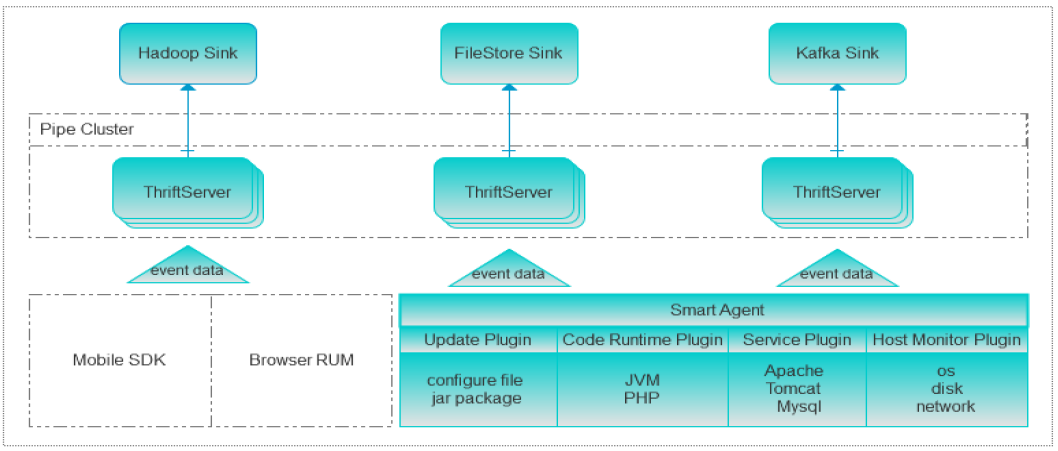 Hadoop Sink
FileStore Sink
Kafka Sink
Pipe Cluster
ThriftServer
ThriftServer
ThriftServer
event data
event data
event data
Mobile SDK
Browser RUM
Smart Agent
Update Plugin
Code Runtime Plugin
Service Plugin
Host Monitor Plugin
configure file
jar package
JVM
PHP
Apache
Tomcat
Mysql
os
disk
network